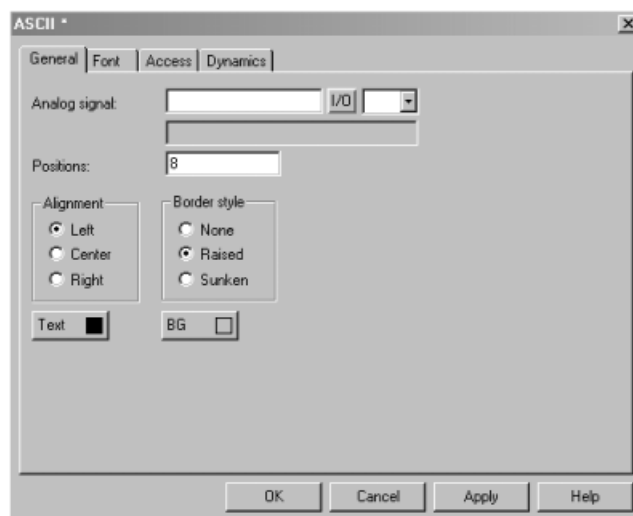 ASCII *
General Font Access Dynamics
Analog signal: I/O
Positions: 8
Alignment Border style
Left None
Center Raised
Right Sunken
Text BG
OK Cancel Apply Help